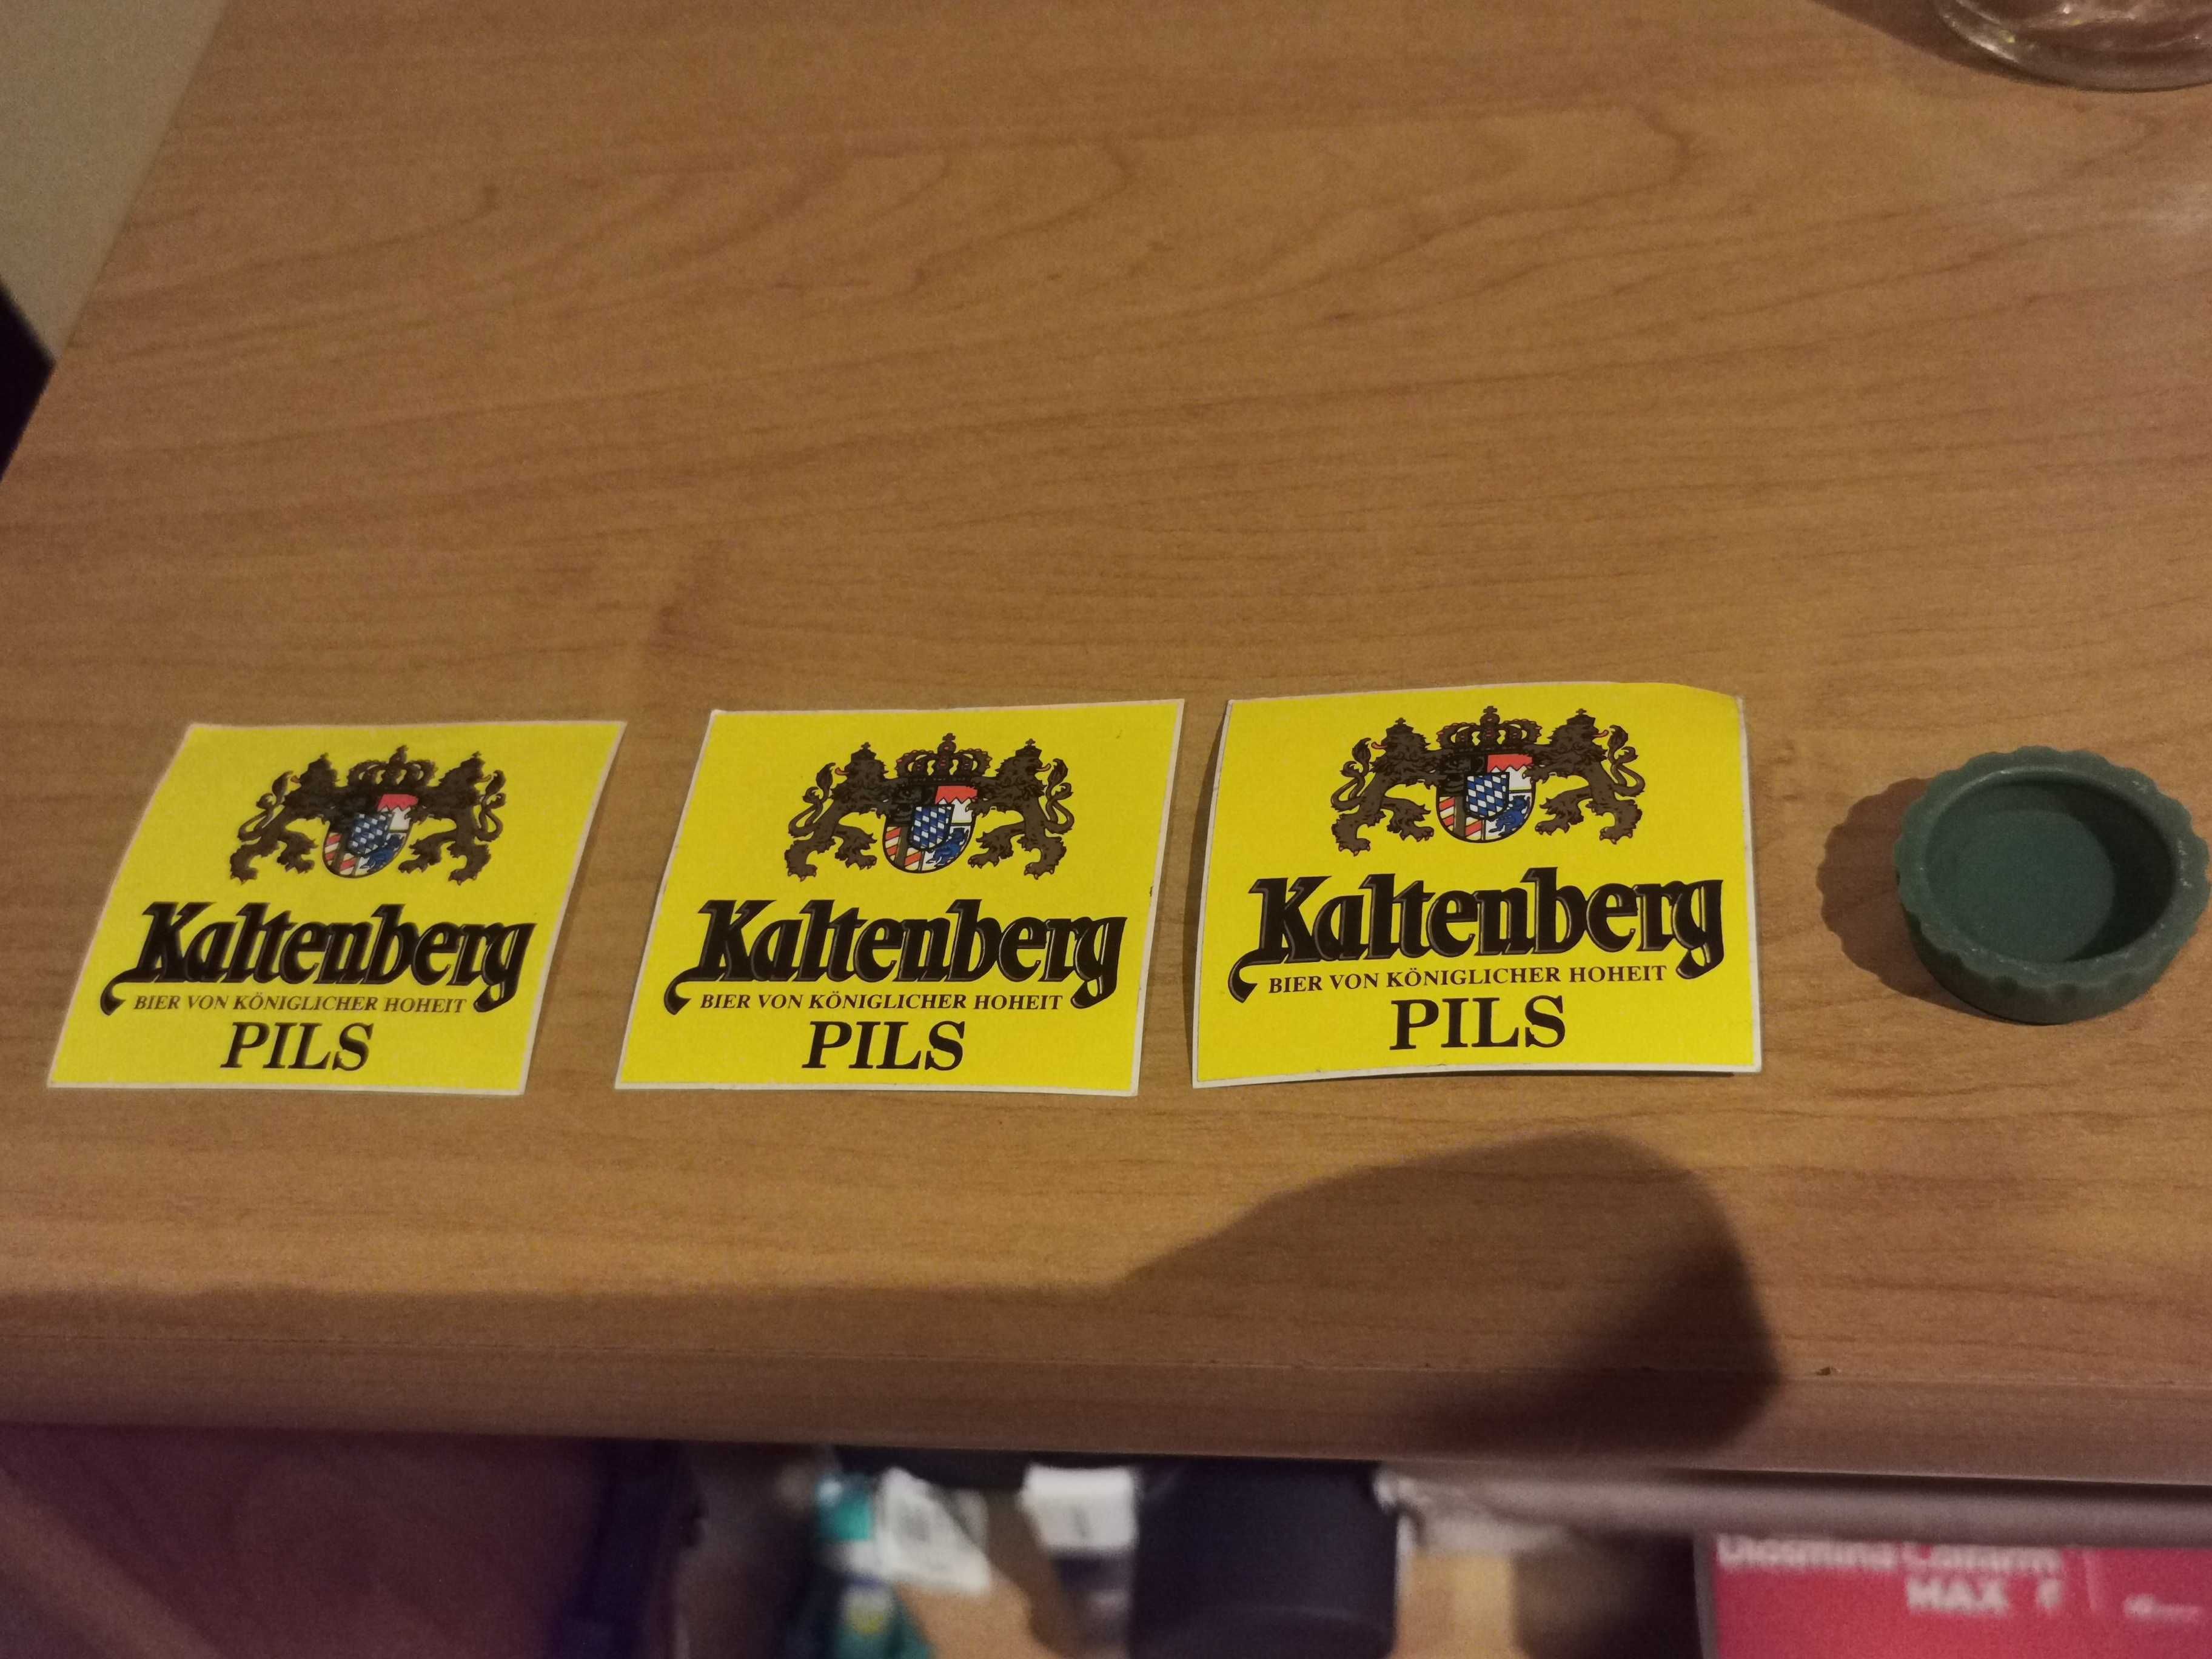 Kaltenberg
BIER VON KÖNIGLICHER HOHEIT
PILS
Kaltenberg
BIER VON KÖNIGLICHER HOHEIT
PILS
Kaltenberg
BIER VON KÖNIGLICHER HOHEIT
PILS
MAX